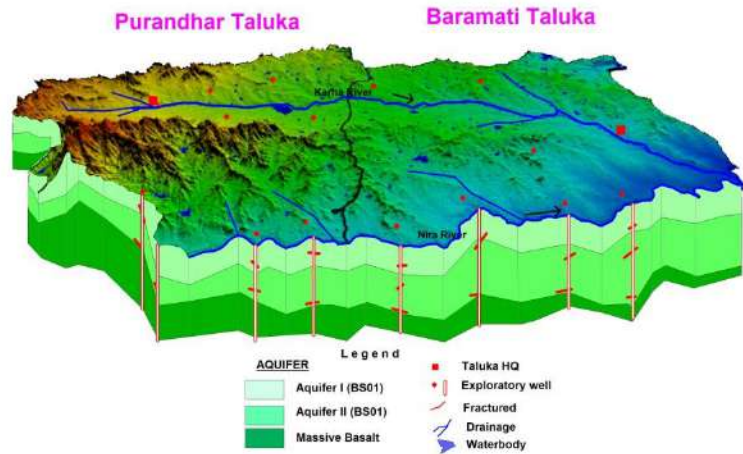 Purandhar Taluka
Baramati Taluka
Karha River
Nira River
Legend
AQUIFER
Aquifer I (BS01)
Aquifer II (BS01)
Massive Basalt
Taluka HQ
Exploratory well
Fractured
Drainage
Waterbody